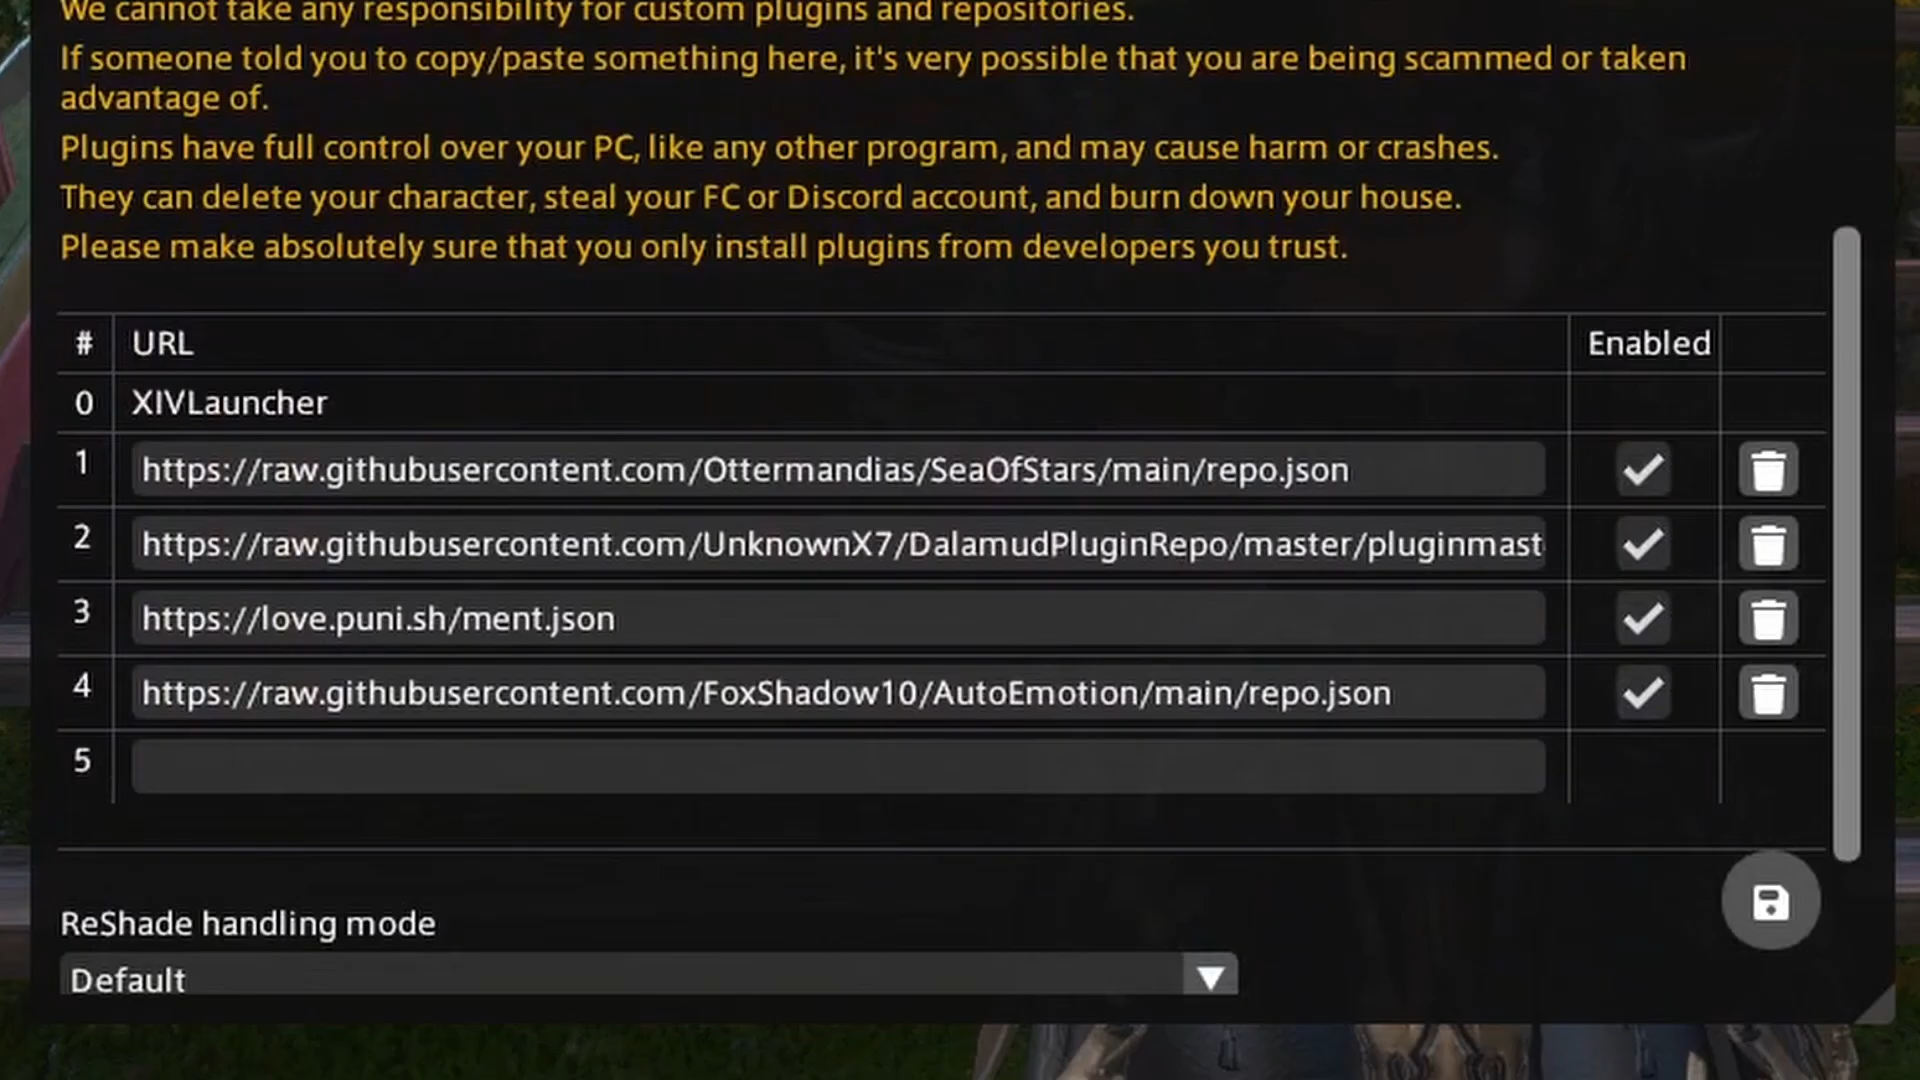 We cannot take any responsibility for custom plugins and repositories.
If someone told you to copy/paste something here, it's very possible that you are being scammed or taken
advantage of.
Plugins have full control over your PC, like any other program, and may cause harm or crashes.
They can delete your character, steal your FC or Discord account, and burn down your house.
Please make absolutely sure that you only install plugins from developers you trust.
# URL Enabled
0 XIVLauncher
1 https://raw.githubusercontent.com/Ottermandias/SeaOfStars/main/repo.json
2 https://raw.githubusercontent.com/UnknownX7/DalamudPluginRepo/master/pluginmast
3 https://love.puni.sh/ment.json
4 https://raw.githubusercontent.com/FoxShadow10/AutoEmotion/main/repo.json
5
ReShade handling mode
Default